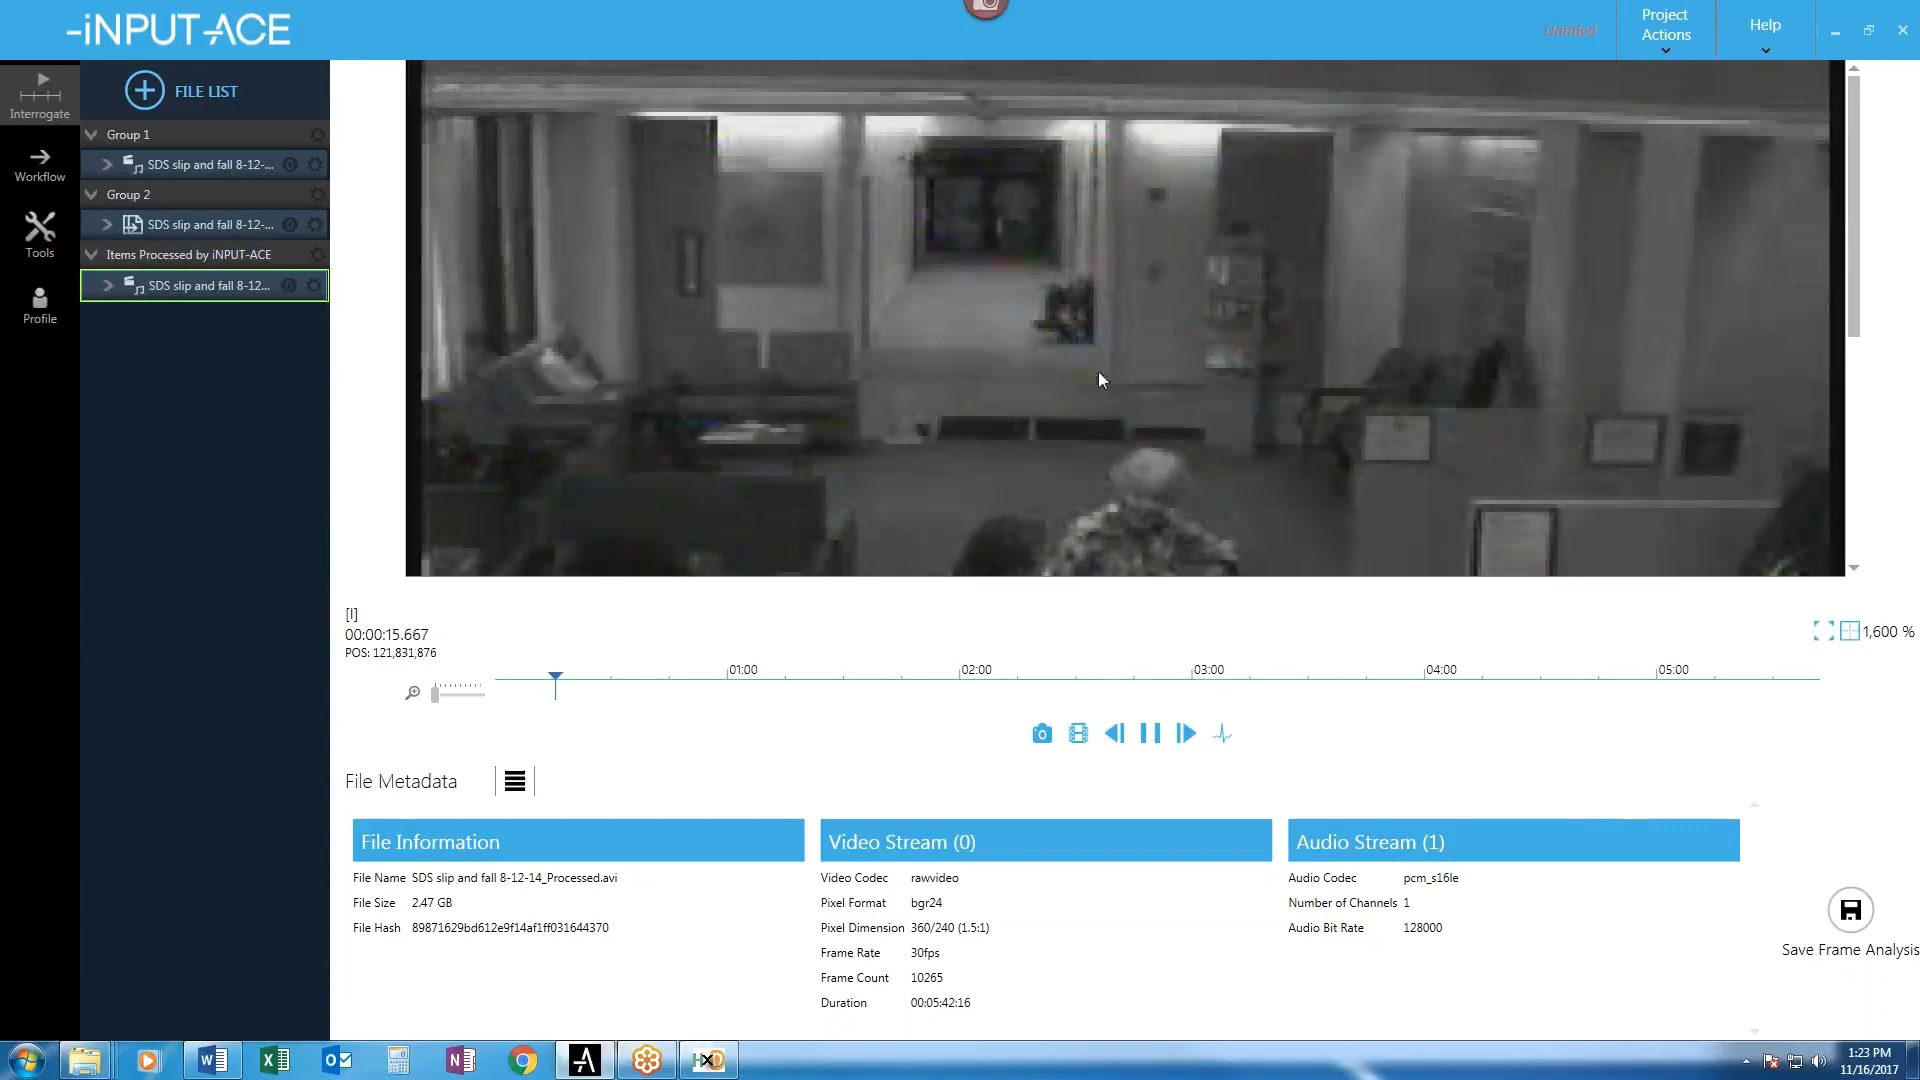 iNPUT-ACE
Untitled
Project
Actions
Help
Interrogate
FILE LIST
Group 1
SDS slip and fall 8-12-...
Workflow
Group 2
SDS slip and fall 8-12-...
Tools
Items Processed by iNPUT-ACE
SDS slip and fall 8-12...
Profile
[I]
00:00:15.667
POS: 121,831,876
1,600 %
01:00 02:00 03:00 04:00 05:00
File Metadata
File Information
File Name SDS slip and fall 8-12-14_Processed.avi
File Size 2.47 GB
File Hash 89871629bd612e9f14af1ff031644370
Video Stream (0)
Video Codec rawvideo
Pixel Format bgr24
Pixel Dimension 360/240 (1.5:1)
Frame Rate 30fps
Frame Count 10265
Duration 00:05:42:16
Audio Stream (1)
Audio Codec pcm_s16le
Number of Channels 1
Audio Bit Rate 128000
Save Frame Analysis
1:23 PM
11/16/2017